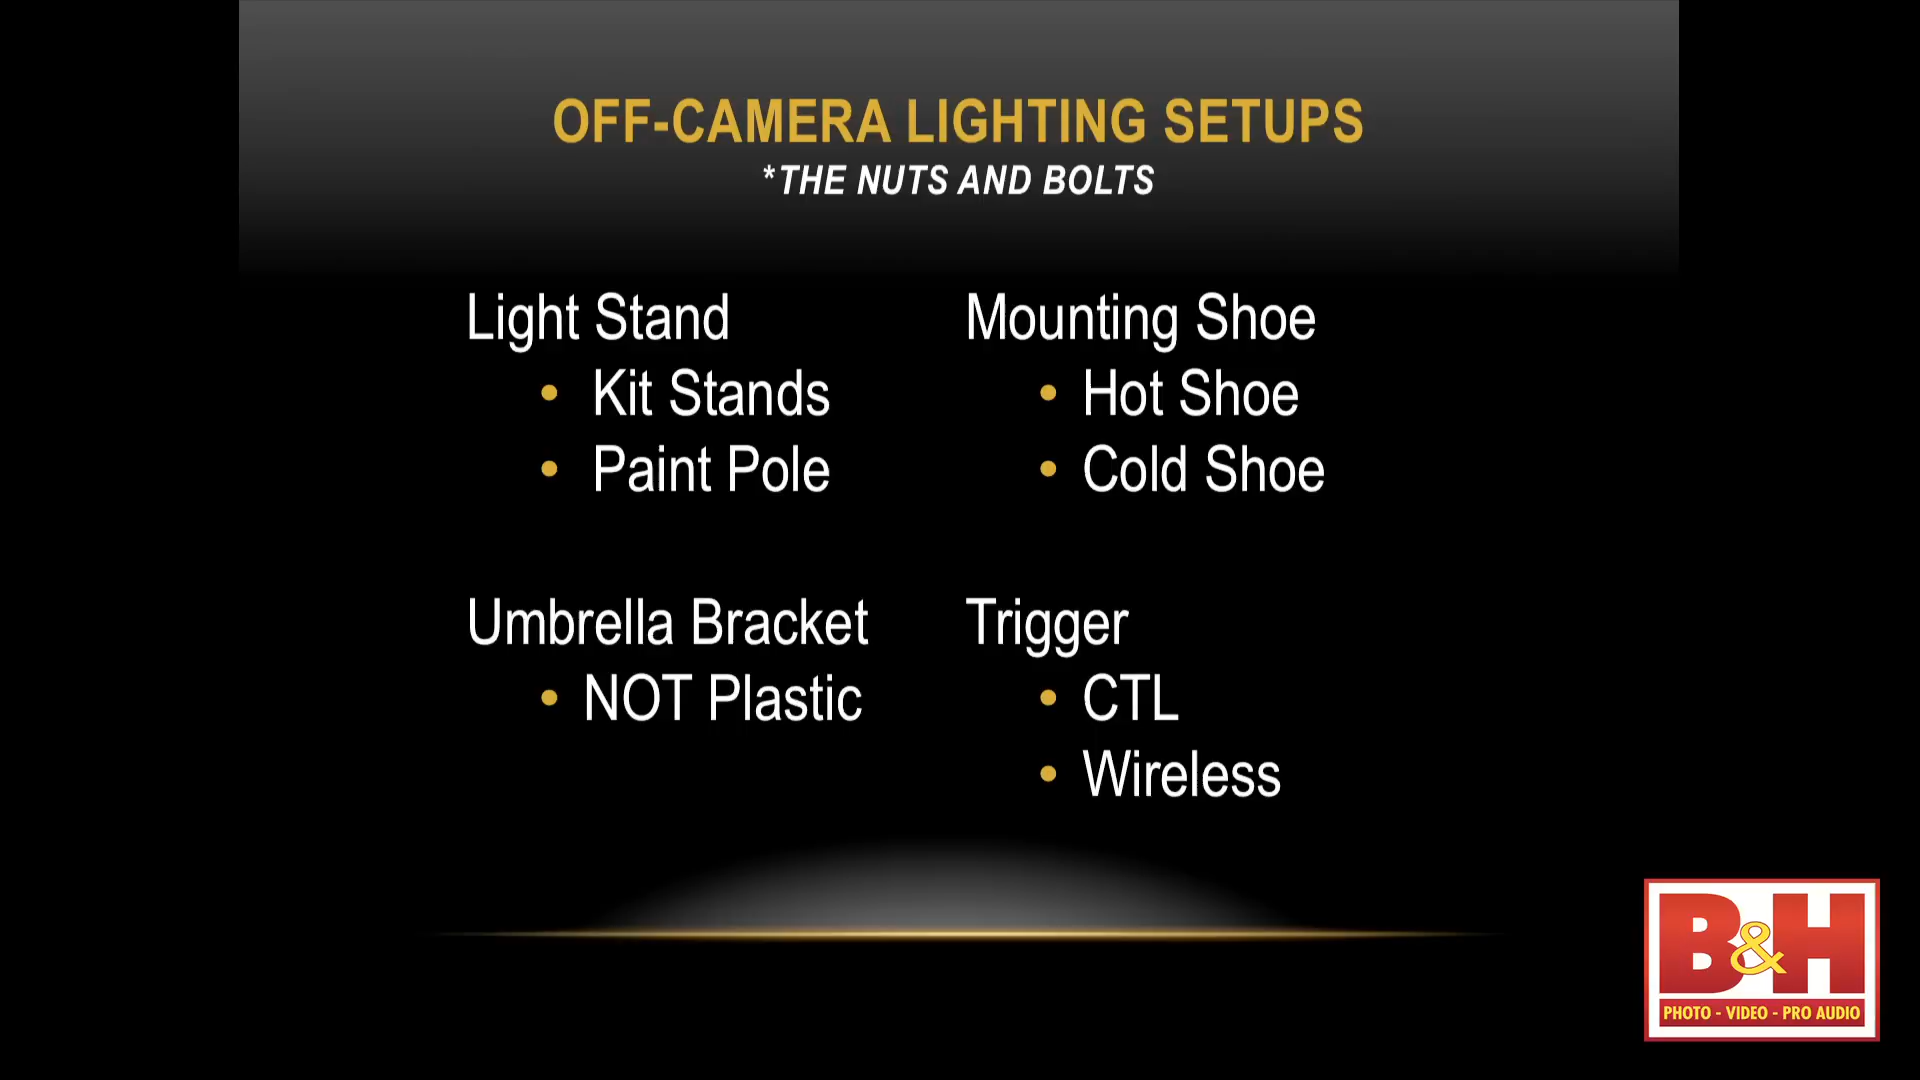 OFF-CAMERA LIGHTING SETUPS
*THE NUTS AND BOLTS
Light Stand
• Kit Stands
• Paint Pole
Umbrella Bracket
• NOT Plastic
Mounting Shoe
• Hot Shoe
• Cold Shoe
Trigger
• CTL
• Wireless
B&H
PHOTO - VIDEO - PRO AUDIO